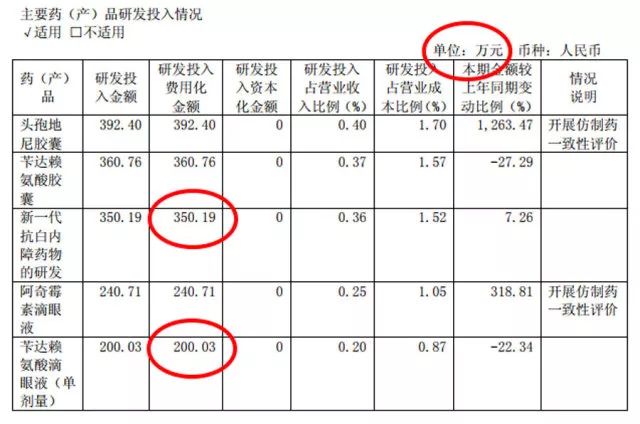 主要药(产)品研发投入情况
√适用 □不适用
单位:万元 币种:人民币
药(产)品 研发投入金额 研发投入费用化金额 研发投入资本化金额 研发投入占营业收入比例(%) 研发投入占营业成本比例(%) 本期金额较上年同期变动比例(%) 情况说明
头孢地尼胶囊 392.40 392.40 0 0.40 1.70 1,263.47 开展仿制药一致性评价
苄达赖氨酸胶囊 360.76 360.76 0 0.37 1.57 -27.29
新一代抗白内障药物的研发 350.19 350.19 0 0.36 1.52 7.26
阿奇霉素滴眼液 240.71 240.71 0 0.25 1.05 318.81 开展仿制药一致性评价
苄达赖氨酸滴眼液(单剂量) 200.03 200.03 0 0.20 0.87 -22.34